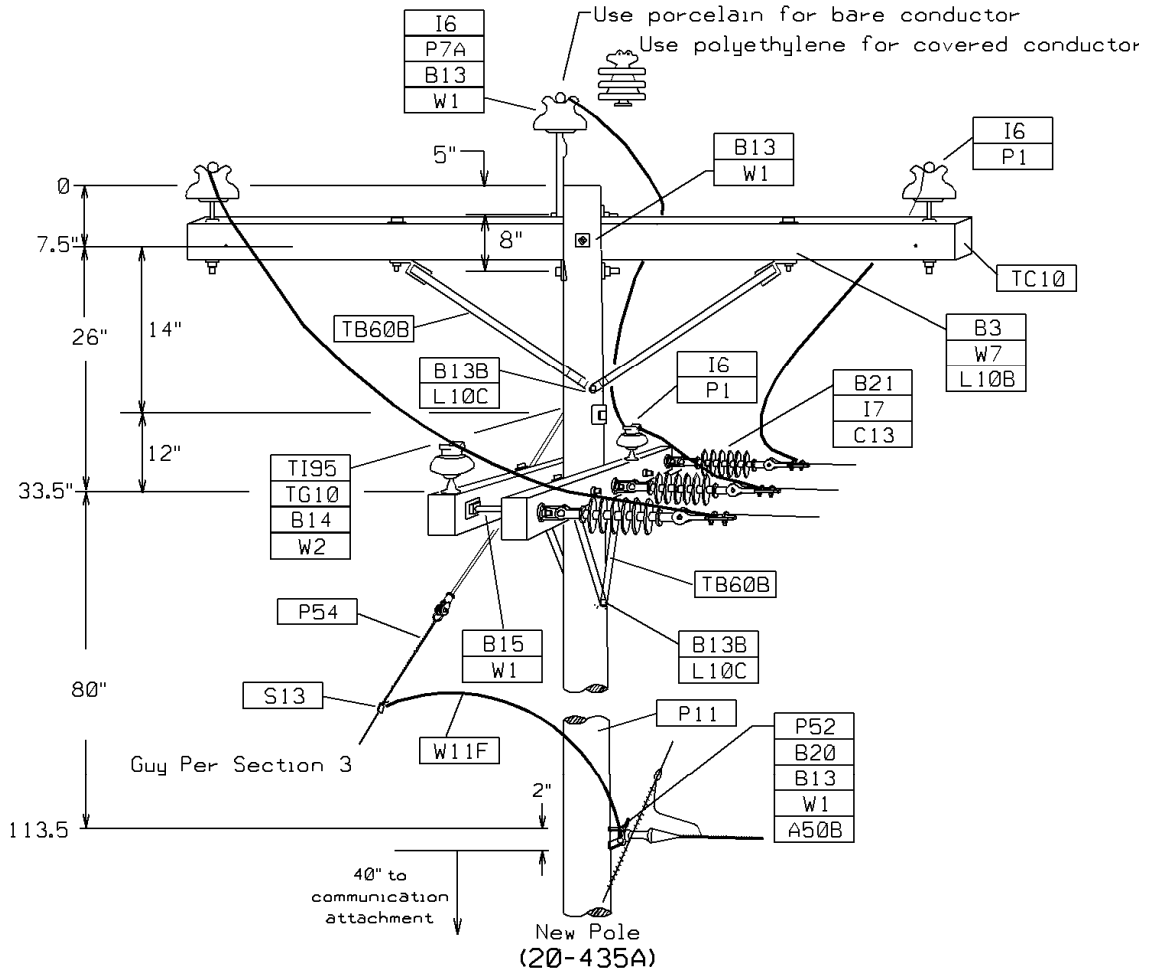 I6
P7A
B13
W1
Use porcelain for bare conductor
Use polyethylene for covered conductor
5"
B13
W1
I6
P1
0
7.5"
8"
TC10
26"
14"
TB60B
B3
W7
L10B
B13B
L10C
I6
P1
B21
I7
C13
12"
33.5"
TI95
TG10
B14
W2
TB60B
P54
B15
W1
B13B
L10C
80"
S13
P11
P52
B20
B13
W1
A50B
Guy Per Section 3
W11F
2"
113.5
40" to
communication
attachment
New Pole
(20-435A)